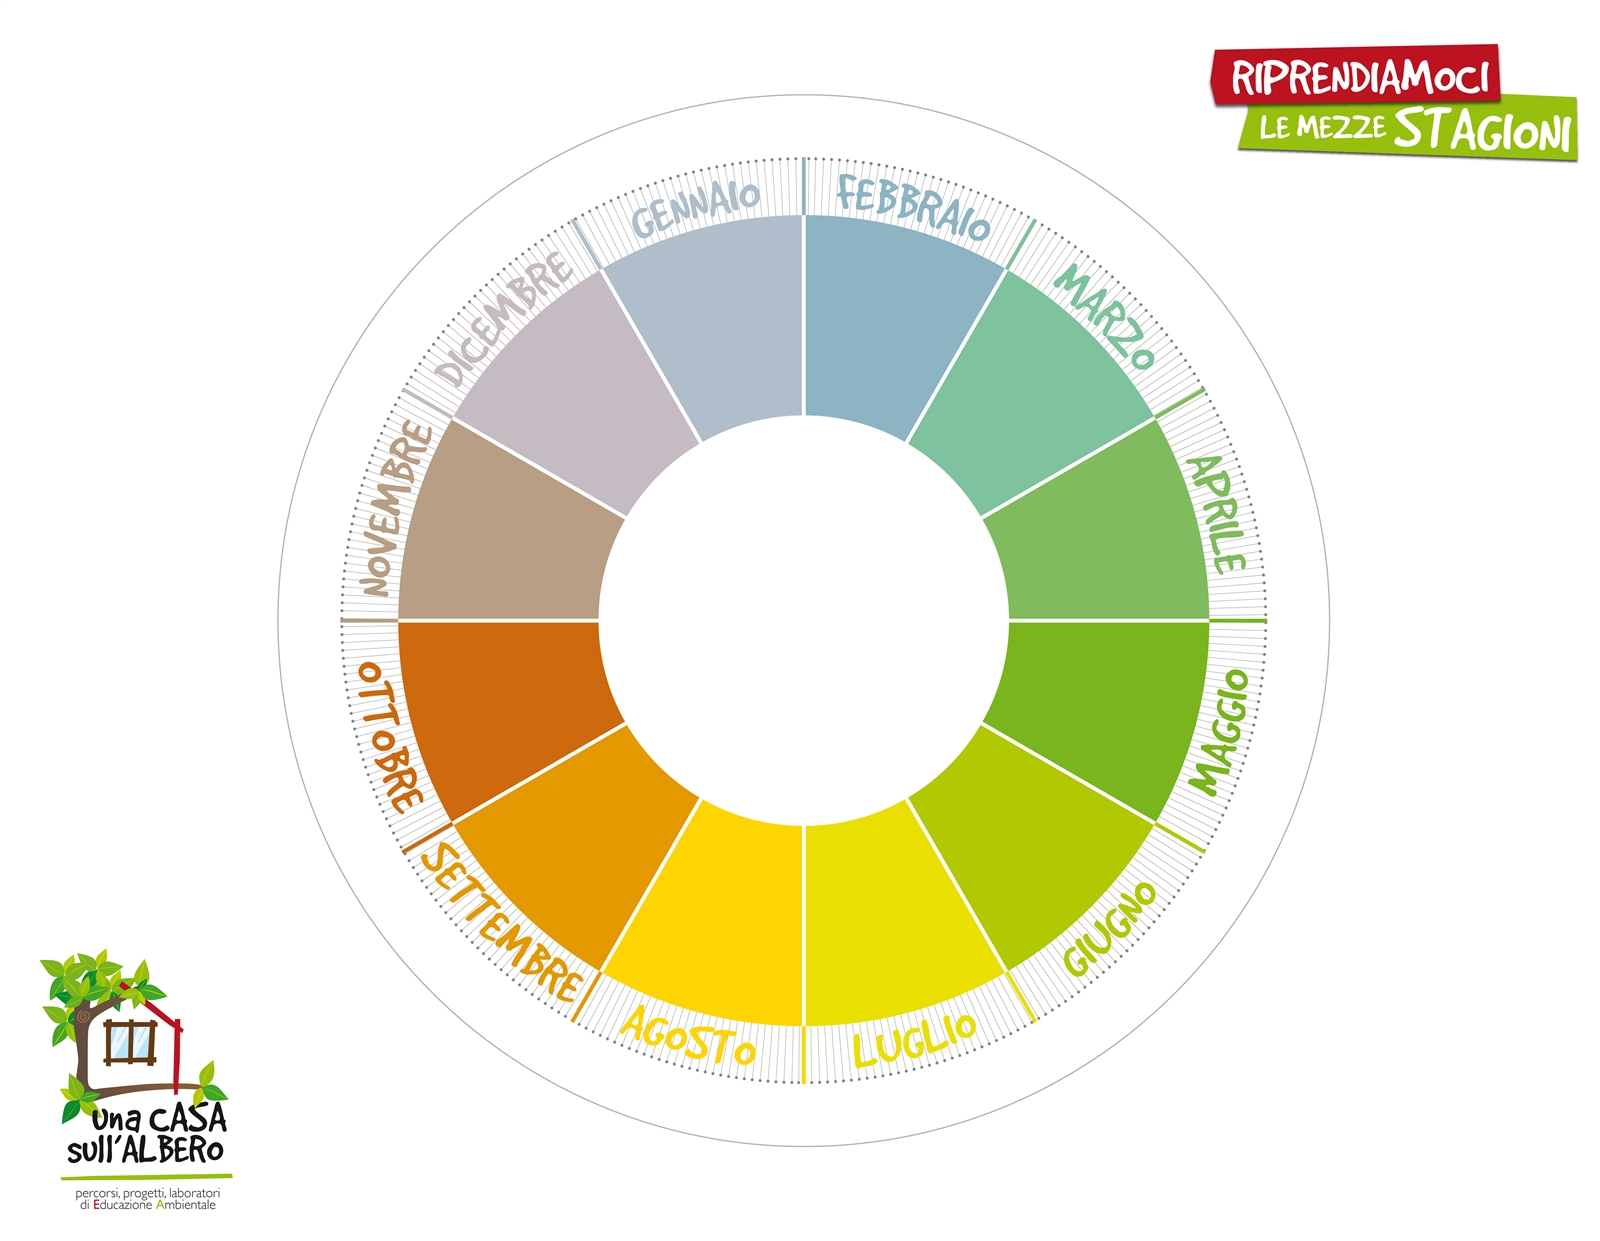 RIPRENDIAMOCI
LE MEZZE STAGIONI
GENNAIO
FEBBRAIO
MARZO
APRILE
MAGGIO
GIUGNO
LUGLIO
AGOSTO
SETTEMBRE
OTTOBRE
NOVEMBRE
DICEMBRE
una CASA
sull'ALBERO
percorsi, progetti, laboratori
di Educazione Ambientale